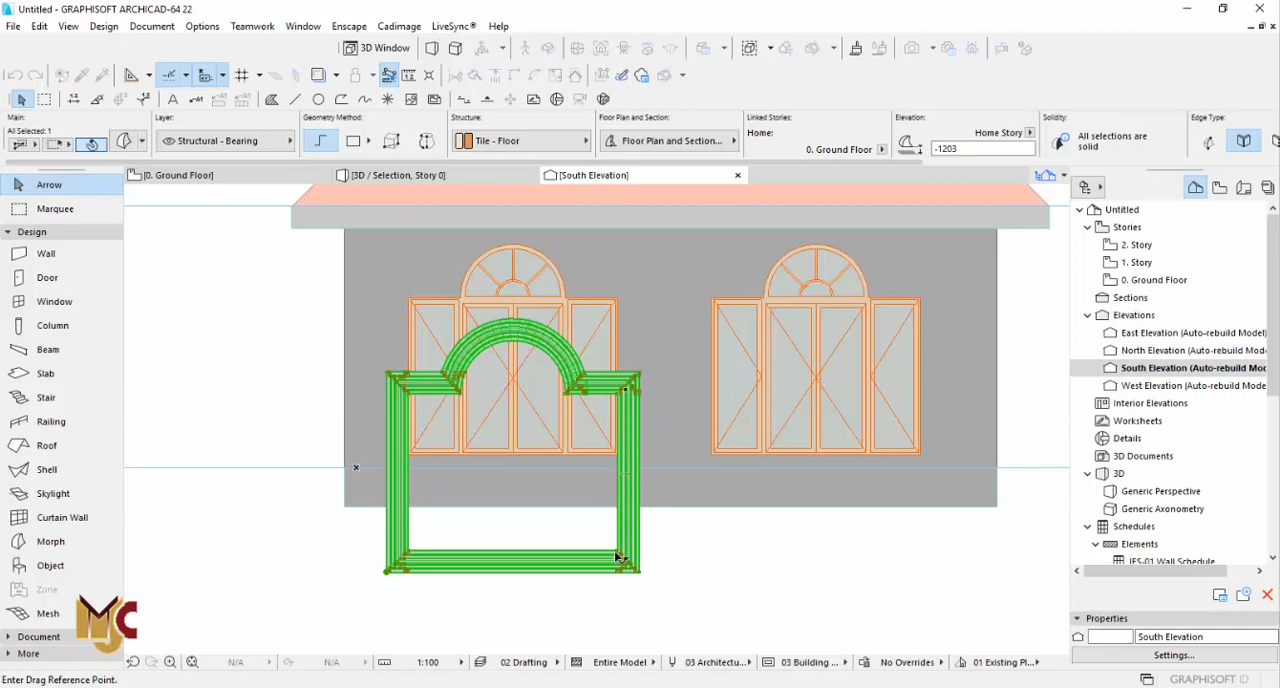 Untitled - GRAPHISOFT ARCHICAD-64 22
File Edit View Design Document Options Teamwork Window Enscape Cadimage LiveSync® Help
3D Window
Main: Layer: Geometry Method: Structure: Floor Plan and Section: Linked Stories: Elevation: Solidity: Edge Type:
All Selected: 1
Structural - Bearing
Tile - Floor
Floor Plan and Section...
Home:
0. Ground Floor
Home Story
-1203
All selections are solid
[0. Ground Floor]
[3D / Selection, Story 0]
[South Elevation]
Arrow
Marquee
Design
Wall
Door
Window
Column
Beam
Slab
Stair
Railing
Roof
Shell
Skylight
Curtain Wall
Morph
Object
Zone
Mesh
Document
More
Untitled
Stories
2. Story
1. Story
0. Ground Floor
Sections
Elevations
East Elevation (Auto-rebuild Model)
North Elevation (Auto-rebuild Model)
South Elevation (Auto-rebuild Moc
West Elevation (Auto-rebuild Mode
Interior Elevations
Worksheets
Details
3D Documents
3D
Generic Perspective
Generic Axonometry
Schedules
Elements
IES-01 Wall Schedule
Properties
South Elevation
Settings...
MJC
N/A N/A 1:100 02 Drafting Entire Model 03 Architectu... 03 Building ... No Overrides 01 Existing Pl...
Enter Drag Reference Point.
GRAPHISOFT ID